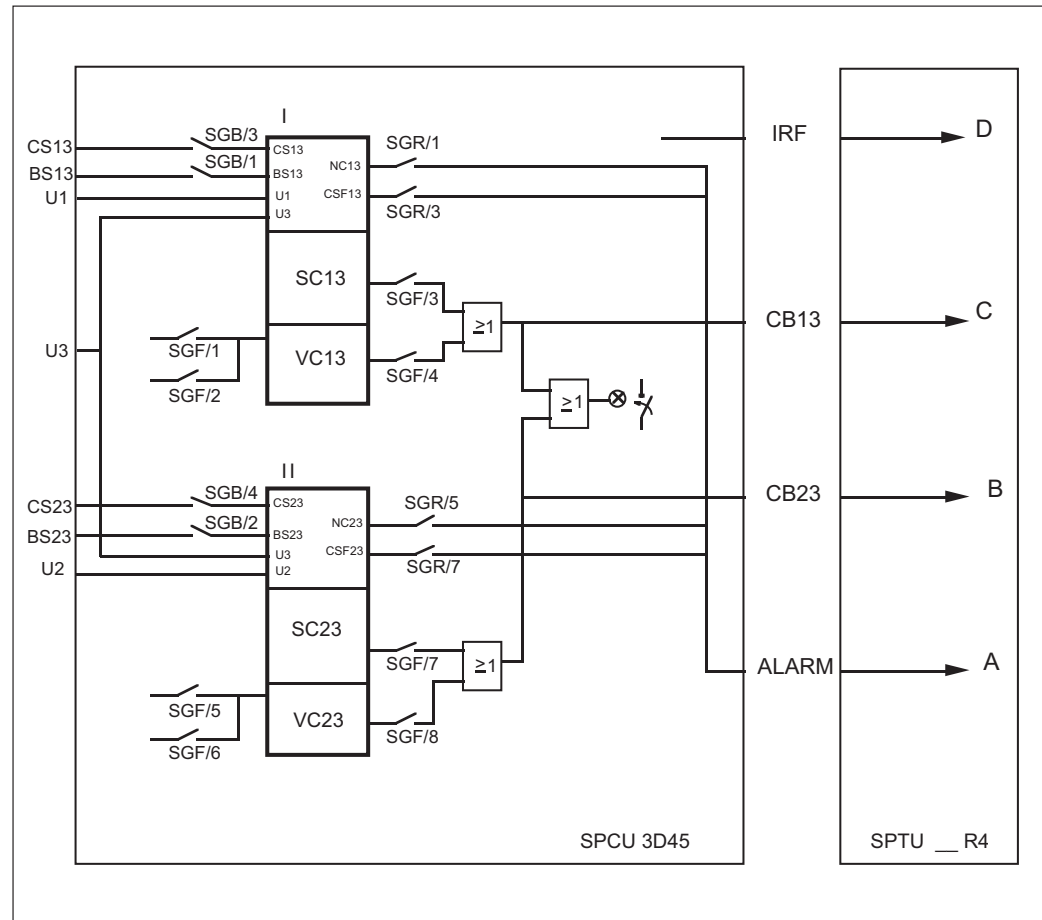 I
CS13
SGB/3
CS13
BS13
SGB/1
BS13
U1
U1
U3
NC13
SGR/1
CSF13
SGR/3
IRF
D
SC13
SGF/3
≥1
CB13
C
U3
SGF/1
SGF/2
VC13
SGF/4
≥1
II
CS23
SGB/4
CS23
BS23
SGB/2
BS23
U3
U2
U2
NC23
SGR/5
CSF23
SGR/7
CB23
B
SC23
SGF/7
≥1
ALARM
A
SGF/5
SGF/6
VC23
SGF/8
SPCU 3D45
SPTU __ R4